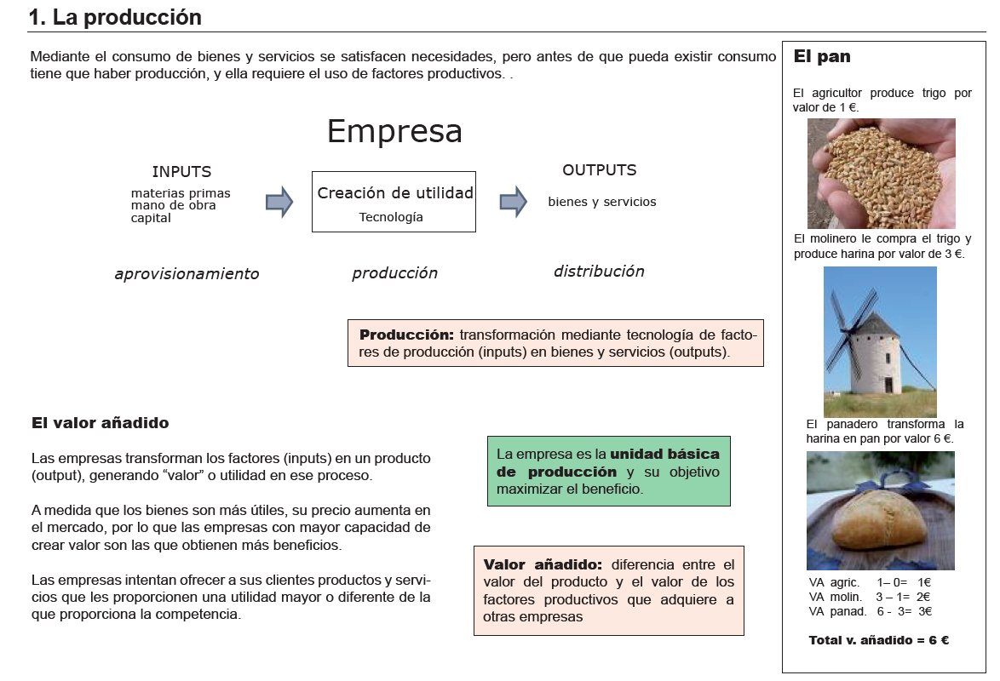 1. La producción
Mediante el consumo de bienes y servicios se satisfacen necesidades, pero antes de que pueda existir consumo
tiene que haber producción, y ella requiere el uso de factores productivos. .
Empresa
INPUTS
materias primas
mano de obra
capital
Creación de utilidad
Tecnología
OUTPUTS
bienes y servicios
aprovisionamiento
producción
distribución
Producción: transformación mediante tecnología de facto-
res de producción (inputs) en bienes y servicios (outputs).
El valor añadido
Las empresas transforman los factores (inputs) en un producto
(output), generando “valor” o utilidad en ese proceso.
A medida que los bienes son más útiles, su precio aumenta en
el mercado, por lo que las empresas con mayor capacidad de
crear valor son las que obtienen más beneficios.
Las empresas intentan ofrecer a sus clientes productos y servi-
cios que les proporcionen una utilidad mayor o diferente de la
que proporciona la competencia.
La empresa es la unidad básica
de producción y su objetivo
maximizar el beneficio.
Valor añadido: diferencia entre el
valor del producto y el valor de los
factores productivos que adquiere a
otras empresas
El pan
El agricultor produce trigo por
valor de 1 €.
El molinero le compra el trigo y
produce harina por valor de 3 €.
El panadero transforma la
harina en pan por valor 6 €.
VA agric. 1– 0= 1€
VA molin. 3 – 1= 2€
VA panad. 6 - 3= 3€
Total v. añadido = 6 €